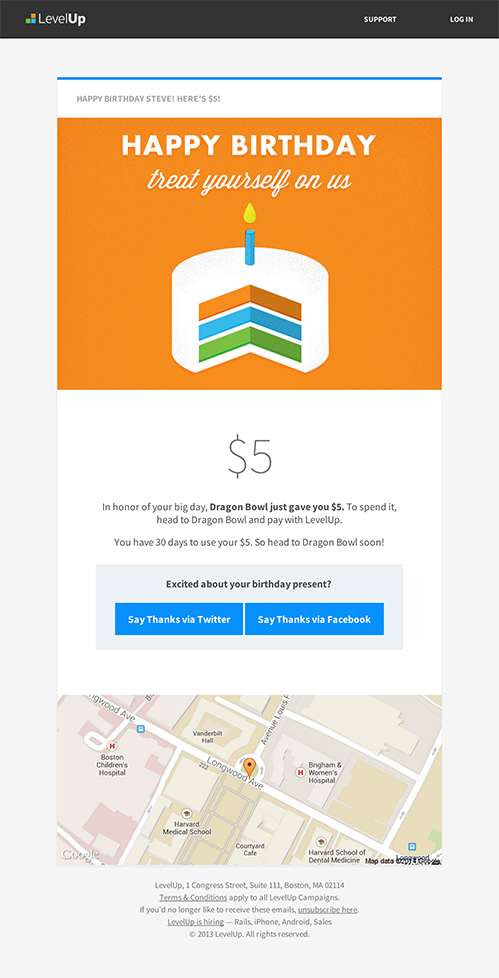 LevelUp
SUPPORT
LOG IN
HAPPY BIRTHDAY STEVE! HERE'S $5!
HAPPY BIRTHDAY
treat yourself on us
$5
In honor of your big day, Dragon Bowl just gave you $5. To spend it,
head to Dragon Bowl and pay with LevelUp.
You have 30 days to use your $5. So head to Dragon Bowl soon!
Excited about your birthday present?
Say Thanks via Twitter
Say Thanks via Facebook
Longwood Ave
Avenue Louis P
Vanderbilt
Hall
Boston
Children's
Hospital
222
Longwood Ave
Brigham &
Women's
Hospital
Harvard
Medical School
Courtyard
Cafe
Harvard School of
Dental Medicine
Longwood
Google
Map data ©2014 Google
LevelUp, 1 Congress Street, Suite 111, Boston, MA 02114
Terms & Conditions apply to all LevelUp Campaigns.
If you'd no longer like to receive these emails, unsubscribe here.
LevelUp is hiring — Rails, iPhone, Android, Sales
© 2013 LevelUp. All rights reserved.